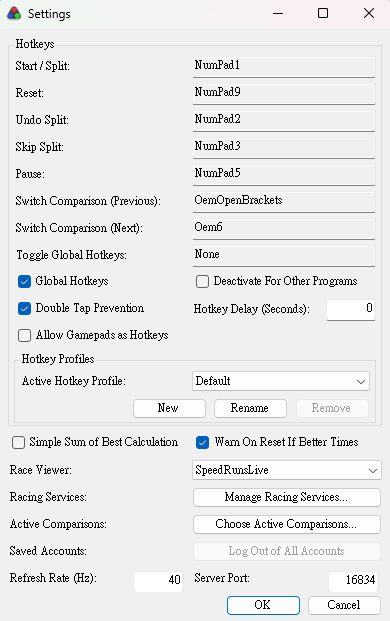 Settings
Hotkeys
Start / Split: NumPad1
Reset: NumPad9
Undo Split: NumPad2
Skip Split: NumPad3
Pause: NumPad5
Switch Comparison (Previous): OemOpenBrackets
Switch Comparison (Next): Oem6
Toggle Global Hotkeys: None
Global Hotkeys Deactivate For Other Programs
Double Tap Prevention Hotkey Delay (Seconds): 0
Allow Gamepads as Hotkeys
Hotkey Profiles
Active Hotkey Profile: Default
New Rename Remove
Simple Sum of Best Calculation Warn On Reset If Better Times
Race Viewer: SpeedRunsLive
Racing Services: Manage Racing Services...
Active Comparisons: Choose Active Comparisons...
Saved Accounts: Log Out of All Accounts
Refresh Rate (Hz): 40 Server Port: 16834
OK Cancel